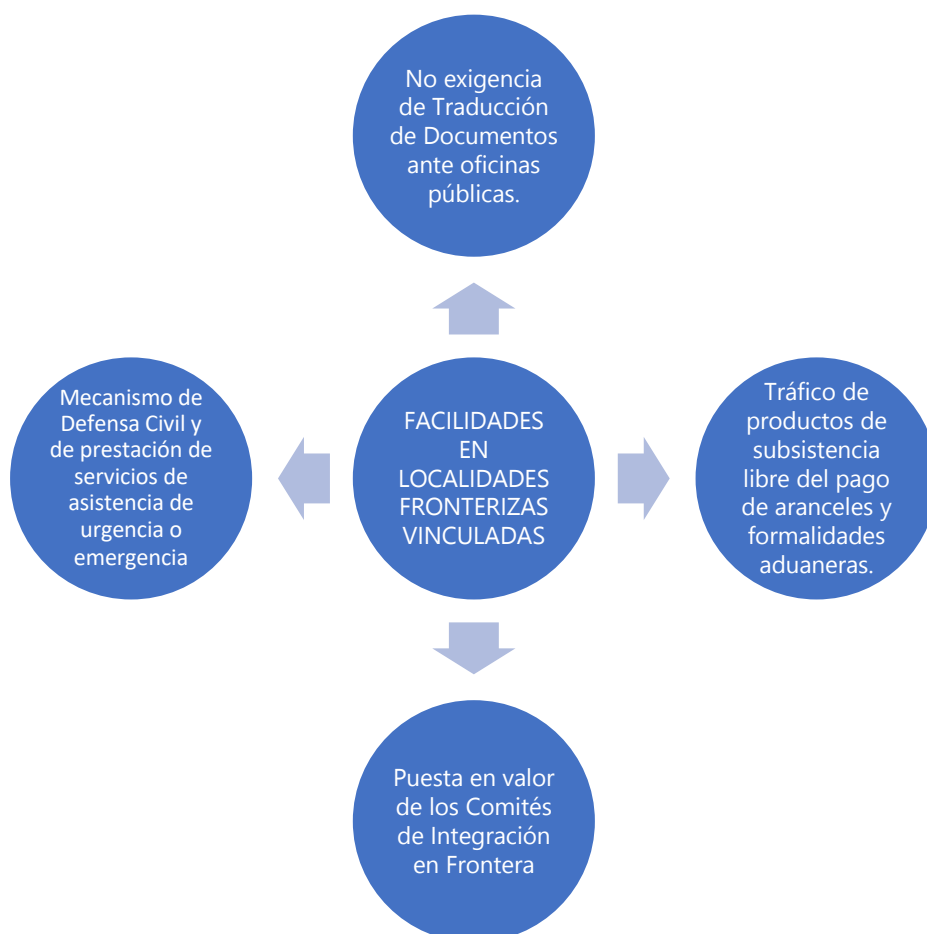 No exigencia
de Traducción
de Documentos
ante oficinas
públicas.
Mecanismo de
Defensa Civil y
de prestación de
servicios de
asistencia de
urgencia o
emergencia
FACILIDADES
EN
LOCALIDADES
FRONTERIZAS
VINCULADAS
Tráfico de
productos de
subsistencia
libre del pago
de aranceles y
formalidades
aduaneras.
Puesta en valor
de los Comités
de Integración
en Frontera